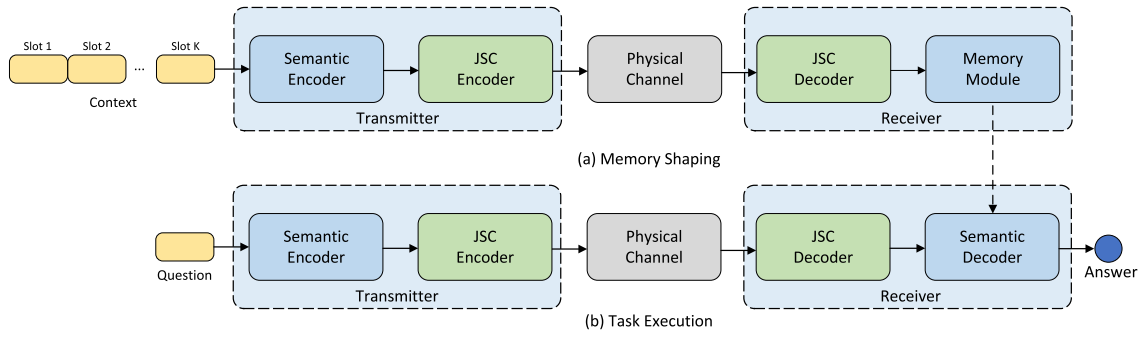 Slot 1 Slot 2 Slot K
...
Context
Semantic
Encoder
JSC
Encoder
Transmitter
Physical
Channel
JSC
Decoder
Memory
Module
Receiver
(a) Memory Shaping
Question
Semantic
Encoder
JSC
Encoder
Transmitter
Physical
Channel
JSC
Decoder
Semantic
Decoder
Receiver
Answer
(b) Task Execution